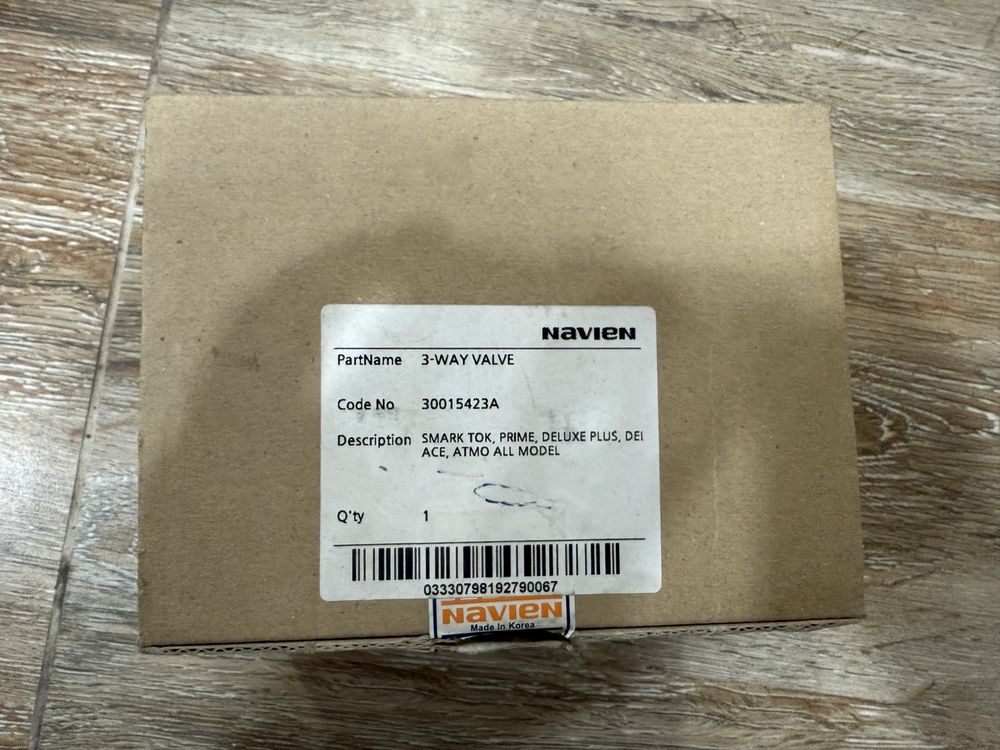 NAVIEN
PartName 3-WAY VALVE
Code No 30015423A
Description SMARK TOK, PRIME, DELUXE PLUS, DEI
ACE, ATMO ALL MODEL
Q'ty 1
03330798192790067
NAVIEN
Made In Korea